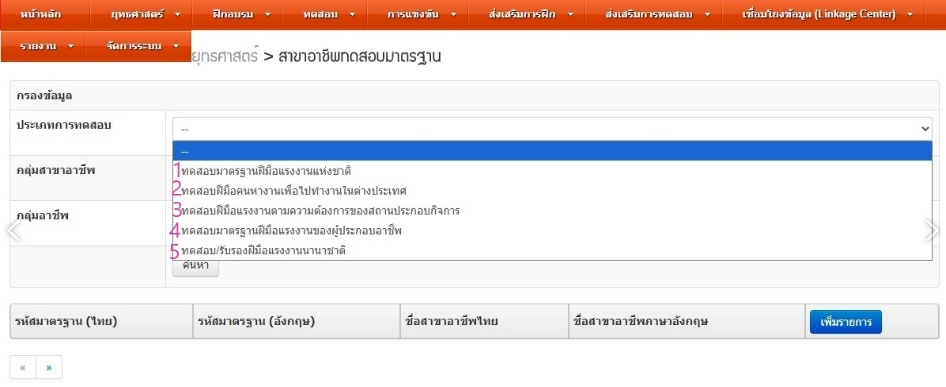 หน้าหลัก ยุทธศาสตร์ ฝึกอบรม ทดสอบ การแข่งขัน ส่งเสริมการฝึก ส่งเสริมการทดสอบ เชื่อมโยงข้อมูล (Linkage Center)
รายงาน จัดการระบบ
ยุทธศาสตร์ > สาขาอาชีพทดสอบมาตรฐาน
กรองข้อมูล
ประเภทการทดสอบ --
--
กลุ่มสาขาอาชีพ 1 ทดสอบมาตรฐานฝีมือแรงงานแห่งชาติ
2 ทดสอบฝีมือคนหางานเพื่อไปทำงานในต่างประเทศ
กลุ่มอาชีพ 3 ทดสอบฝีมือแรงงานตามความต้องการของสถานประกอบกิจการ
4 ทดสอบมาตรฐานฝีมือแรงงานของผู้ประกอบอาชีพ
5 ทดสอบ/รับรองฝีมือแรงงานนานาชาติ
ค้นหา
รหัสมาตรฐาน (ไทย) รหัสมาตรฐาน (อังกฤษ) ชื่อสาขาอาชีพไทย ชื่อสาขาอาชีพภาษาอังกฤษ เพิ่มรายการ
« »